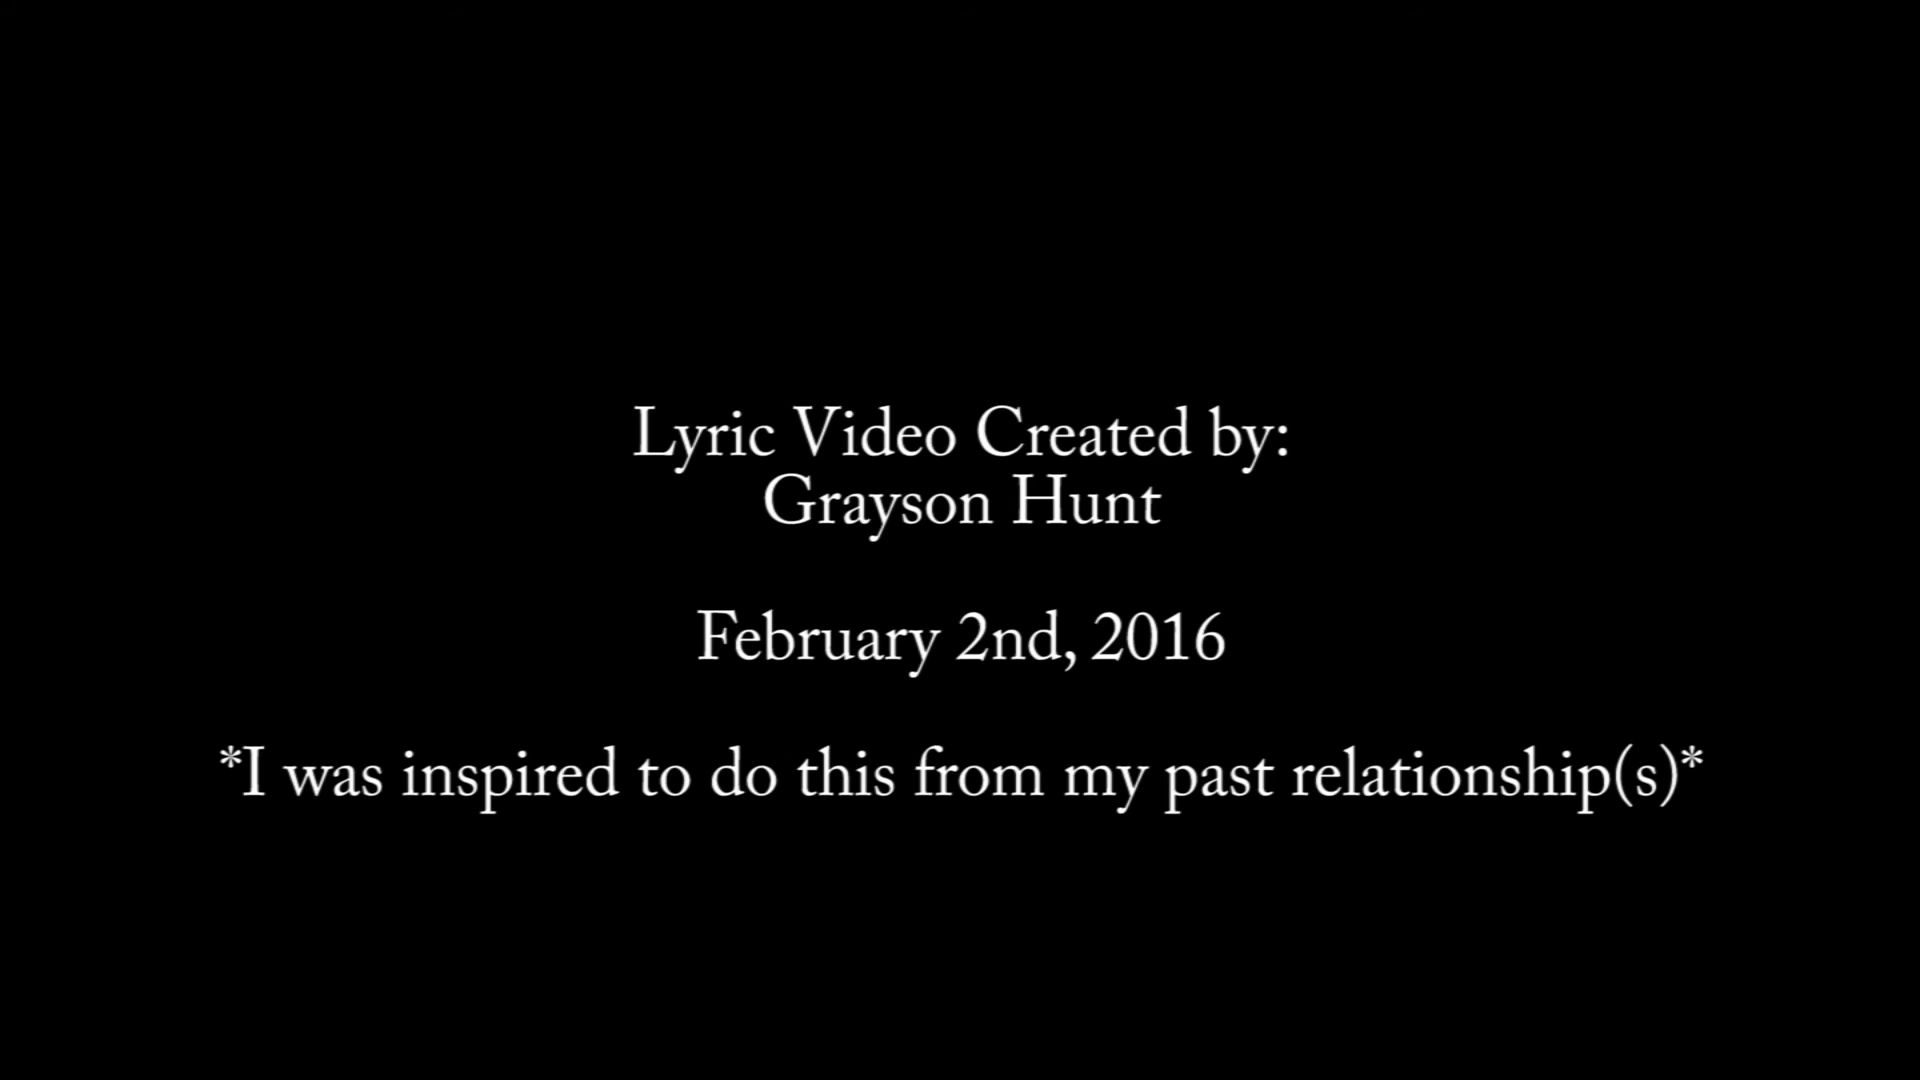 Lyric Video Created by:
Grayson Hunt
February 2nd, 2016
*I was inspired to do this from my past relationship(s)*